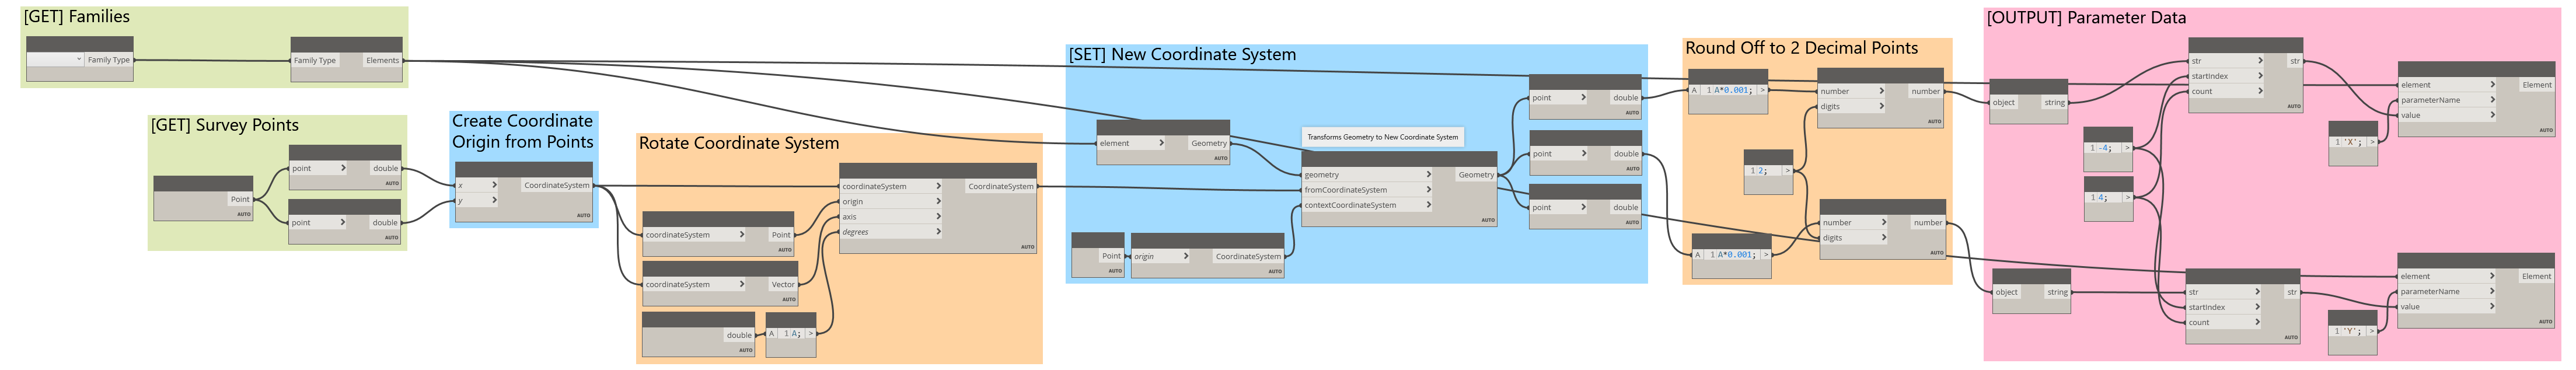 [GET] Families
Family Type
Family Type Elements
[GET] Survey Points
Point
AUTO
point > double
AUTO
point > double
AUTO
Create Coordinate
Origin from Points
x > CoordinateSystem
y >
AUTO
Rotate Coordinate System
coordinateSystem > Point
AUTO
coordinateSystem > Vector
AUTO
double
AUTO
A 1 A; >
coordinateSystem > CoordinateSystem
origin >
axis >
degrees >
AUTO
[SET] New Coordinate System
element > Geometry
AUTO
Point
AUTO
origin > CoordinateSystem
AUTO
Transforms Geometry to New Coordinate System
geometry > Geometry
fromCoordinateSystem >
contextCoordinateSystem >
AUTO
point > double
AUTO
point > double
AUTO
point > double
AUTO
Round Off to 2 Decimal Points
A 1 A*0.001; >
number > number
digits >
AUTO
1 2; >
A 1 A*0.001; >
number > number
digits >
AUTO
[OUTPUT] Parameter Data
object string
AUTO
str > str
startIndex >
count >
AUTO
1 -4; >
1 4; >
1 'X'; >
element > Element
parameterName >
value >
AUTO
object string
AUTO
str > str
startIndex >
count >
AUTO
1 'Y'; >
element > Element
parameterName >
value >
AUTO